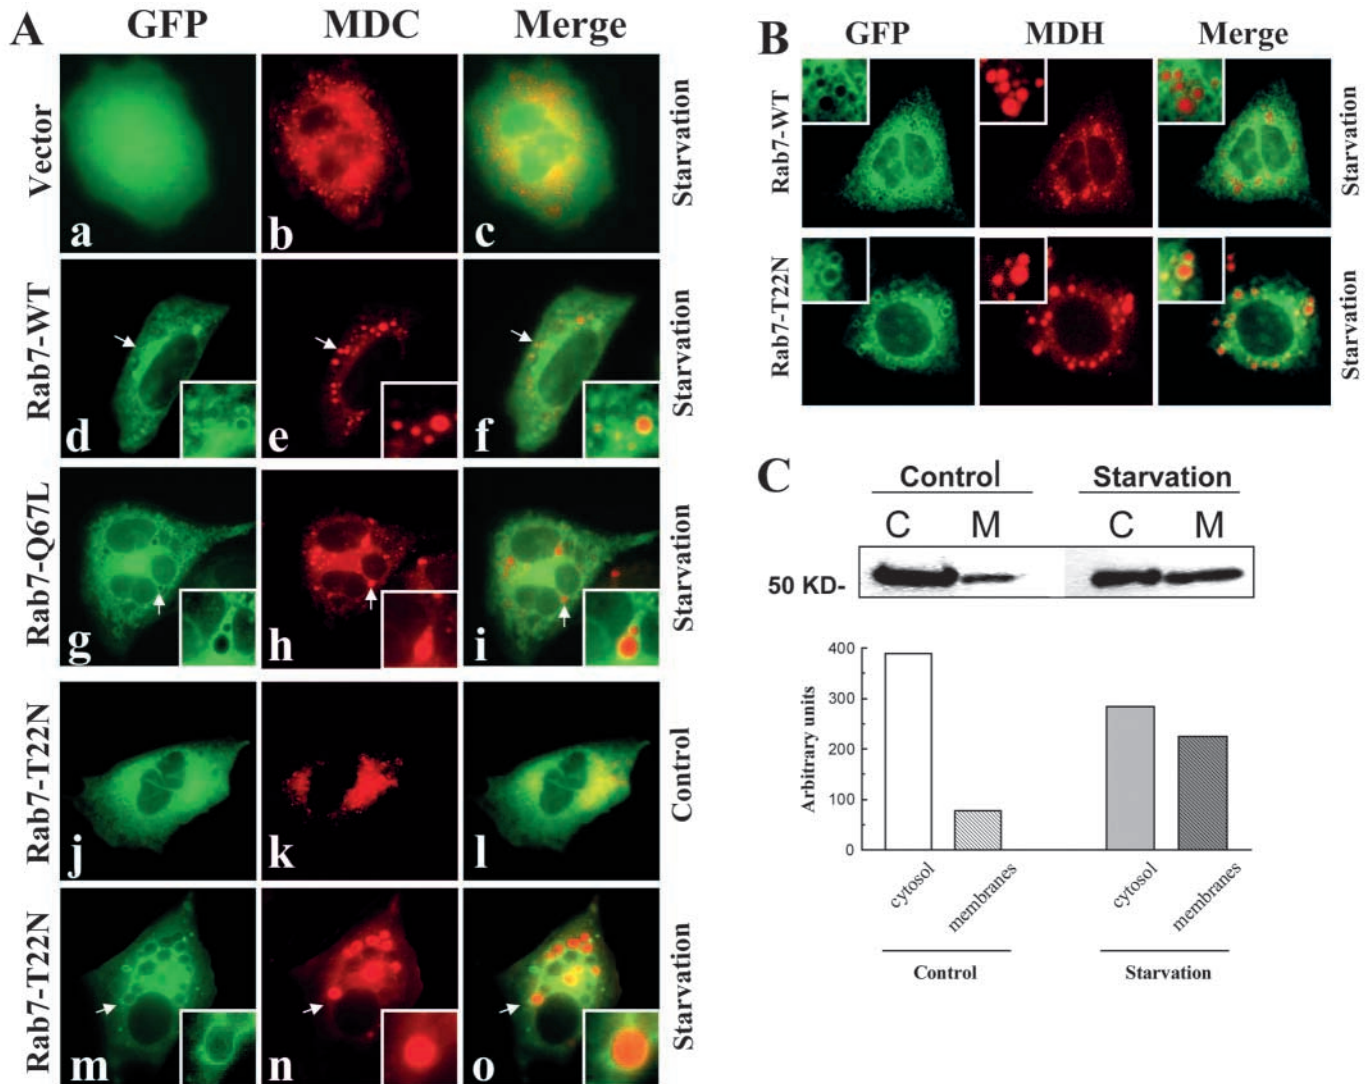 A
GFP MDC Merge
Vector
a b c
Starvation
Rab7-WT
d e f
Starvation
Rab7-Q67L
g h i
Starvation
Rab7-T22N
j k l
Control
Rab7-T22N
m n o
Starvation
B
GFP MDH Merge
Rab7-WT
Starvation
Rab7-T22N
Starvation
C
Control Starvation
C M C M
50 KD-
Arbitrary units
400
300
200
100
0
cytosol membranes cytosol membranes
Control Starvation